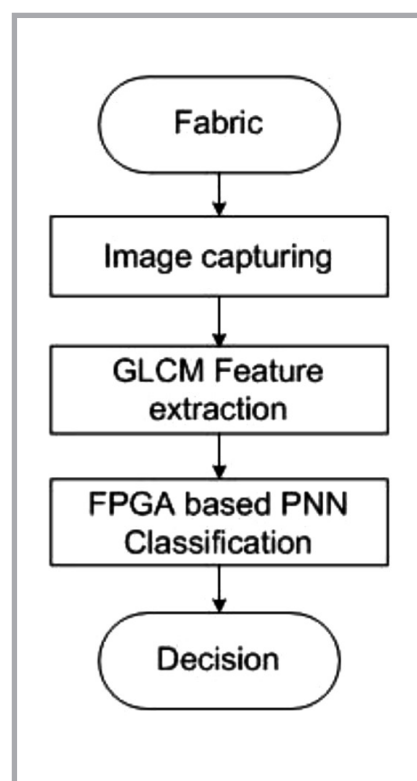 Fabric
Image capturing
GLCM Feature
extraction
FPGA based PNN
Classification
Decision